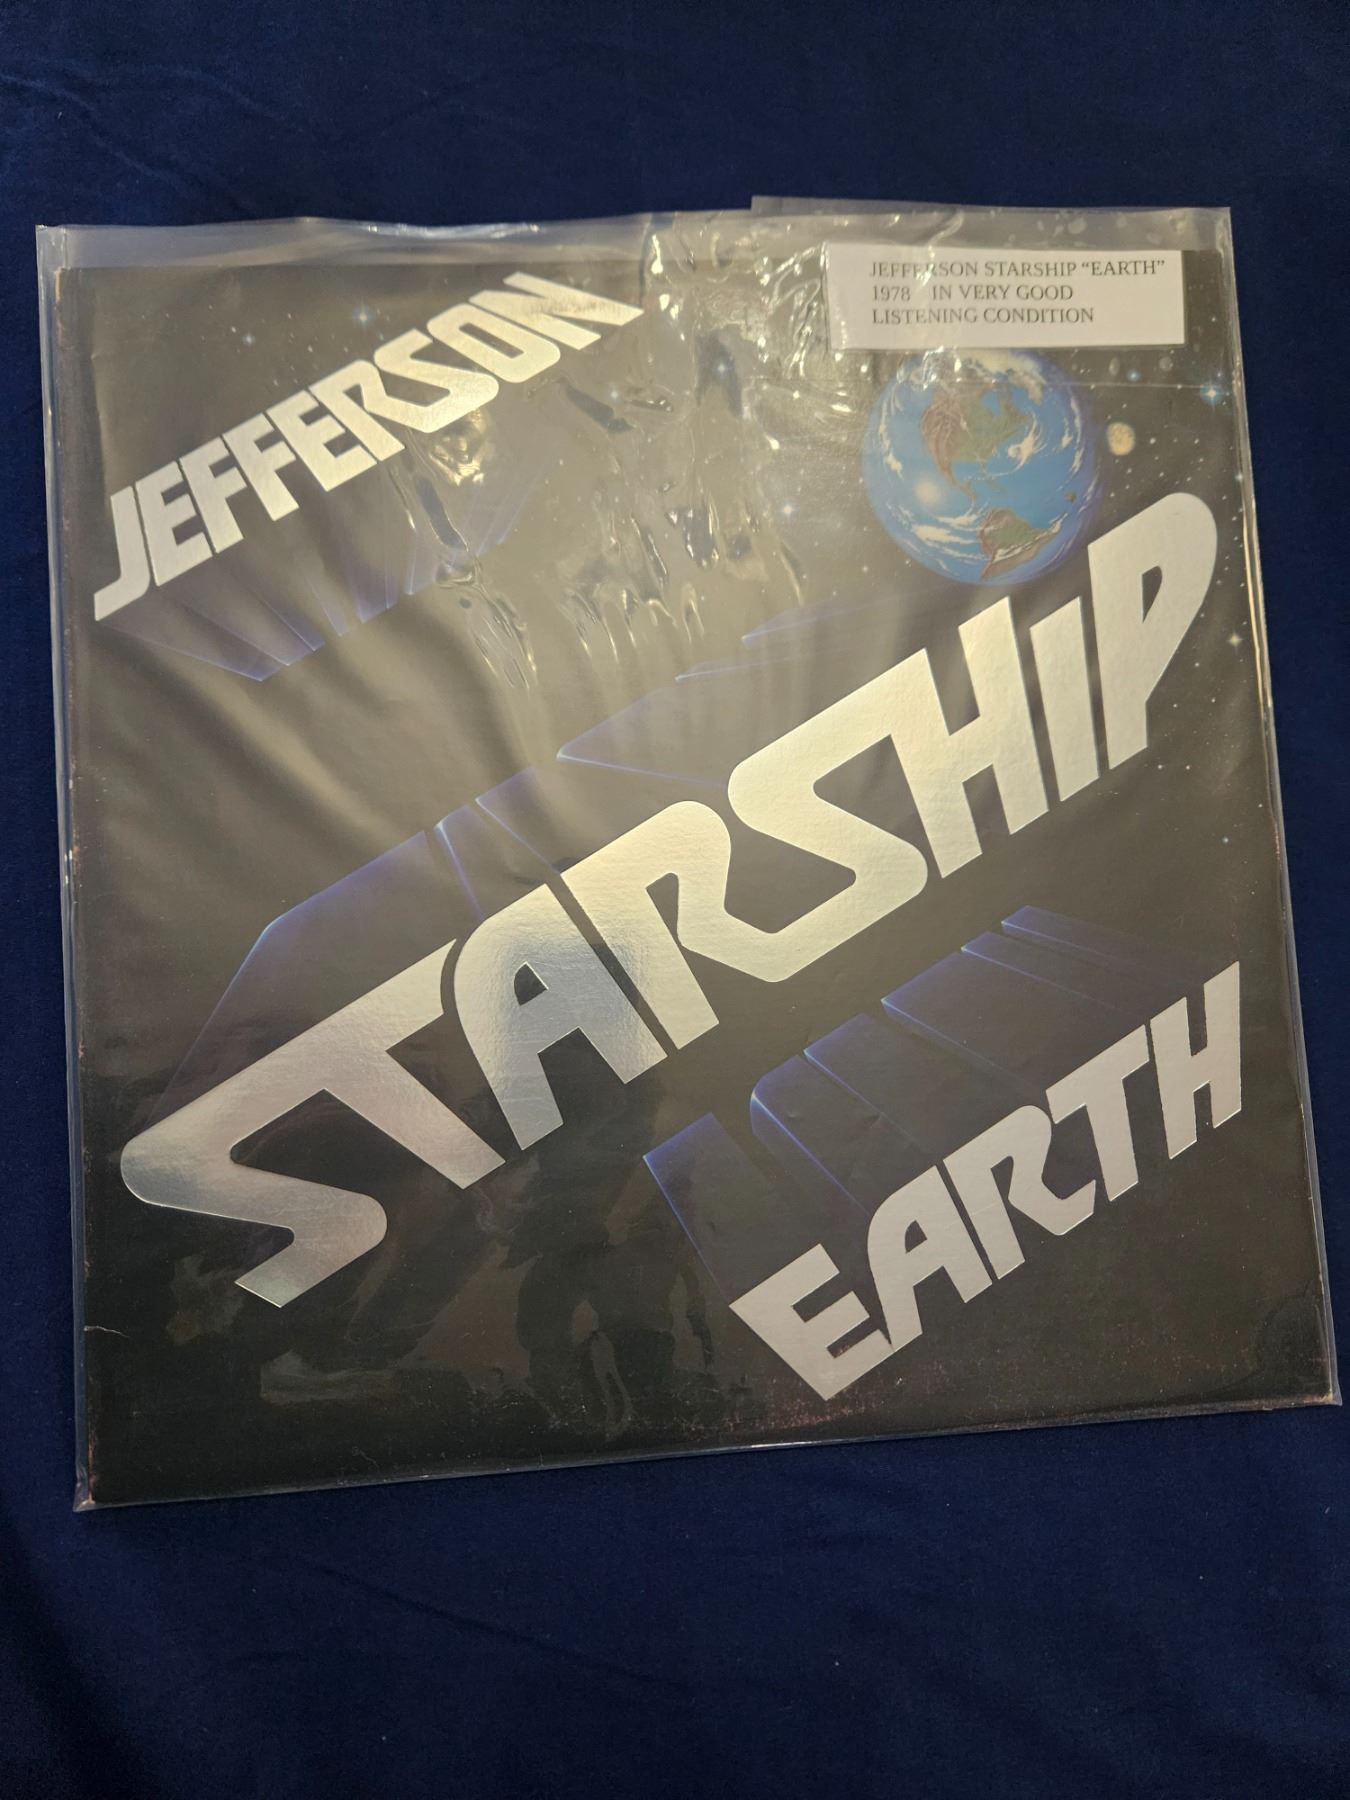 JEFFERSON STARSHIP “EARTH”
1978 IN VERY GOOD
LISTENING CONDITION
JEFFERSON
STARSHIP
EARTH